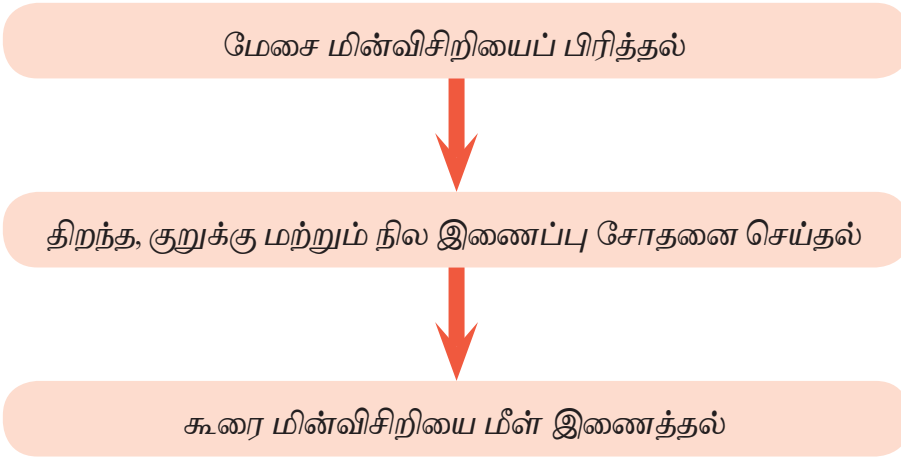 மேசை மின்விசிறியைப் பிரித்தல்
திறந்த, குறுக்கு மற்றும் நில இணைப்பு சோதனை செய்தல்
கூரை மின்விசிறியை மீள் இணைத்தல்